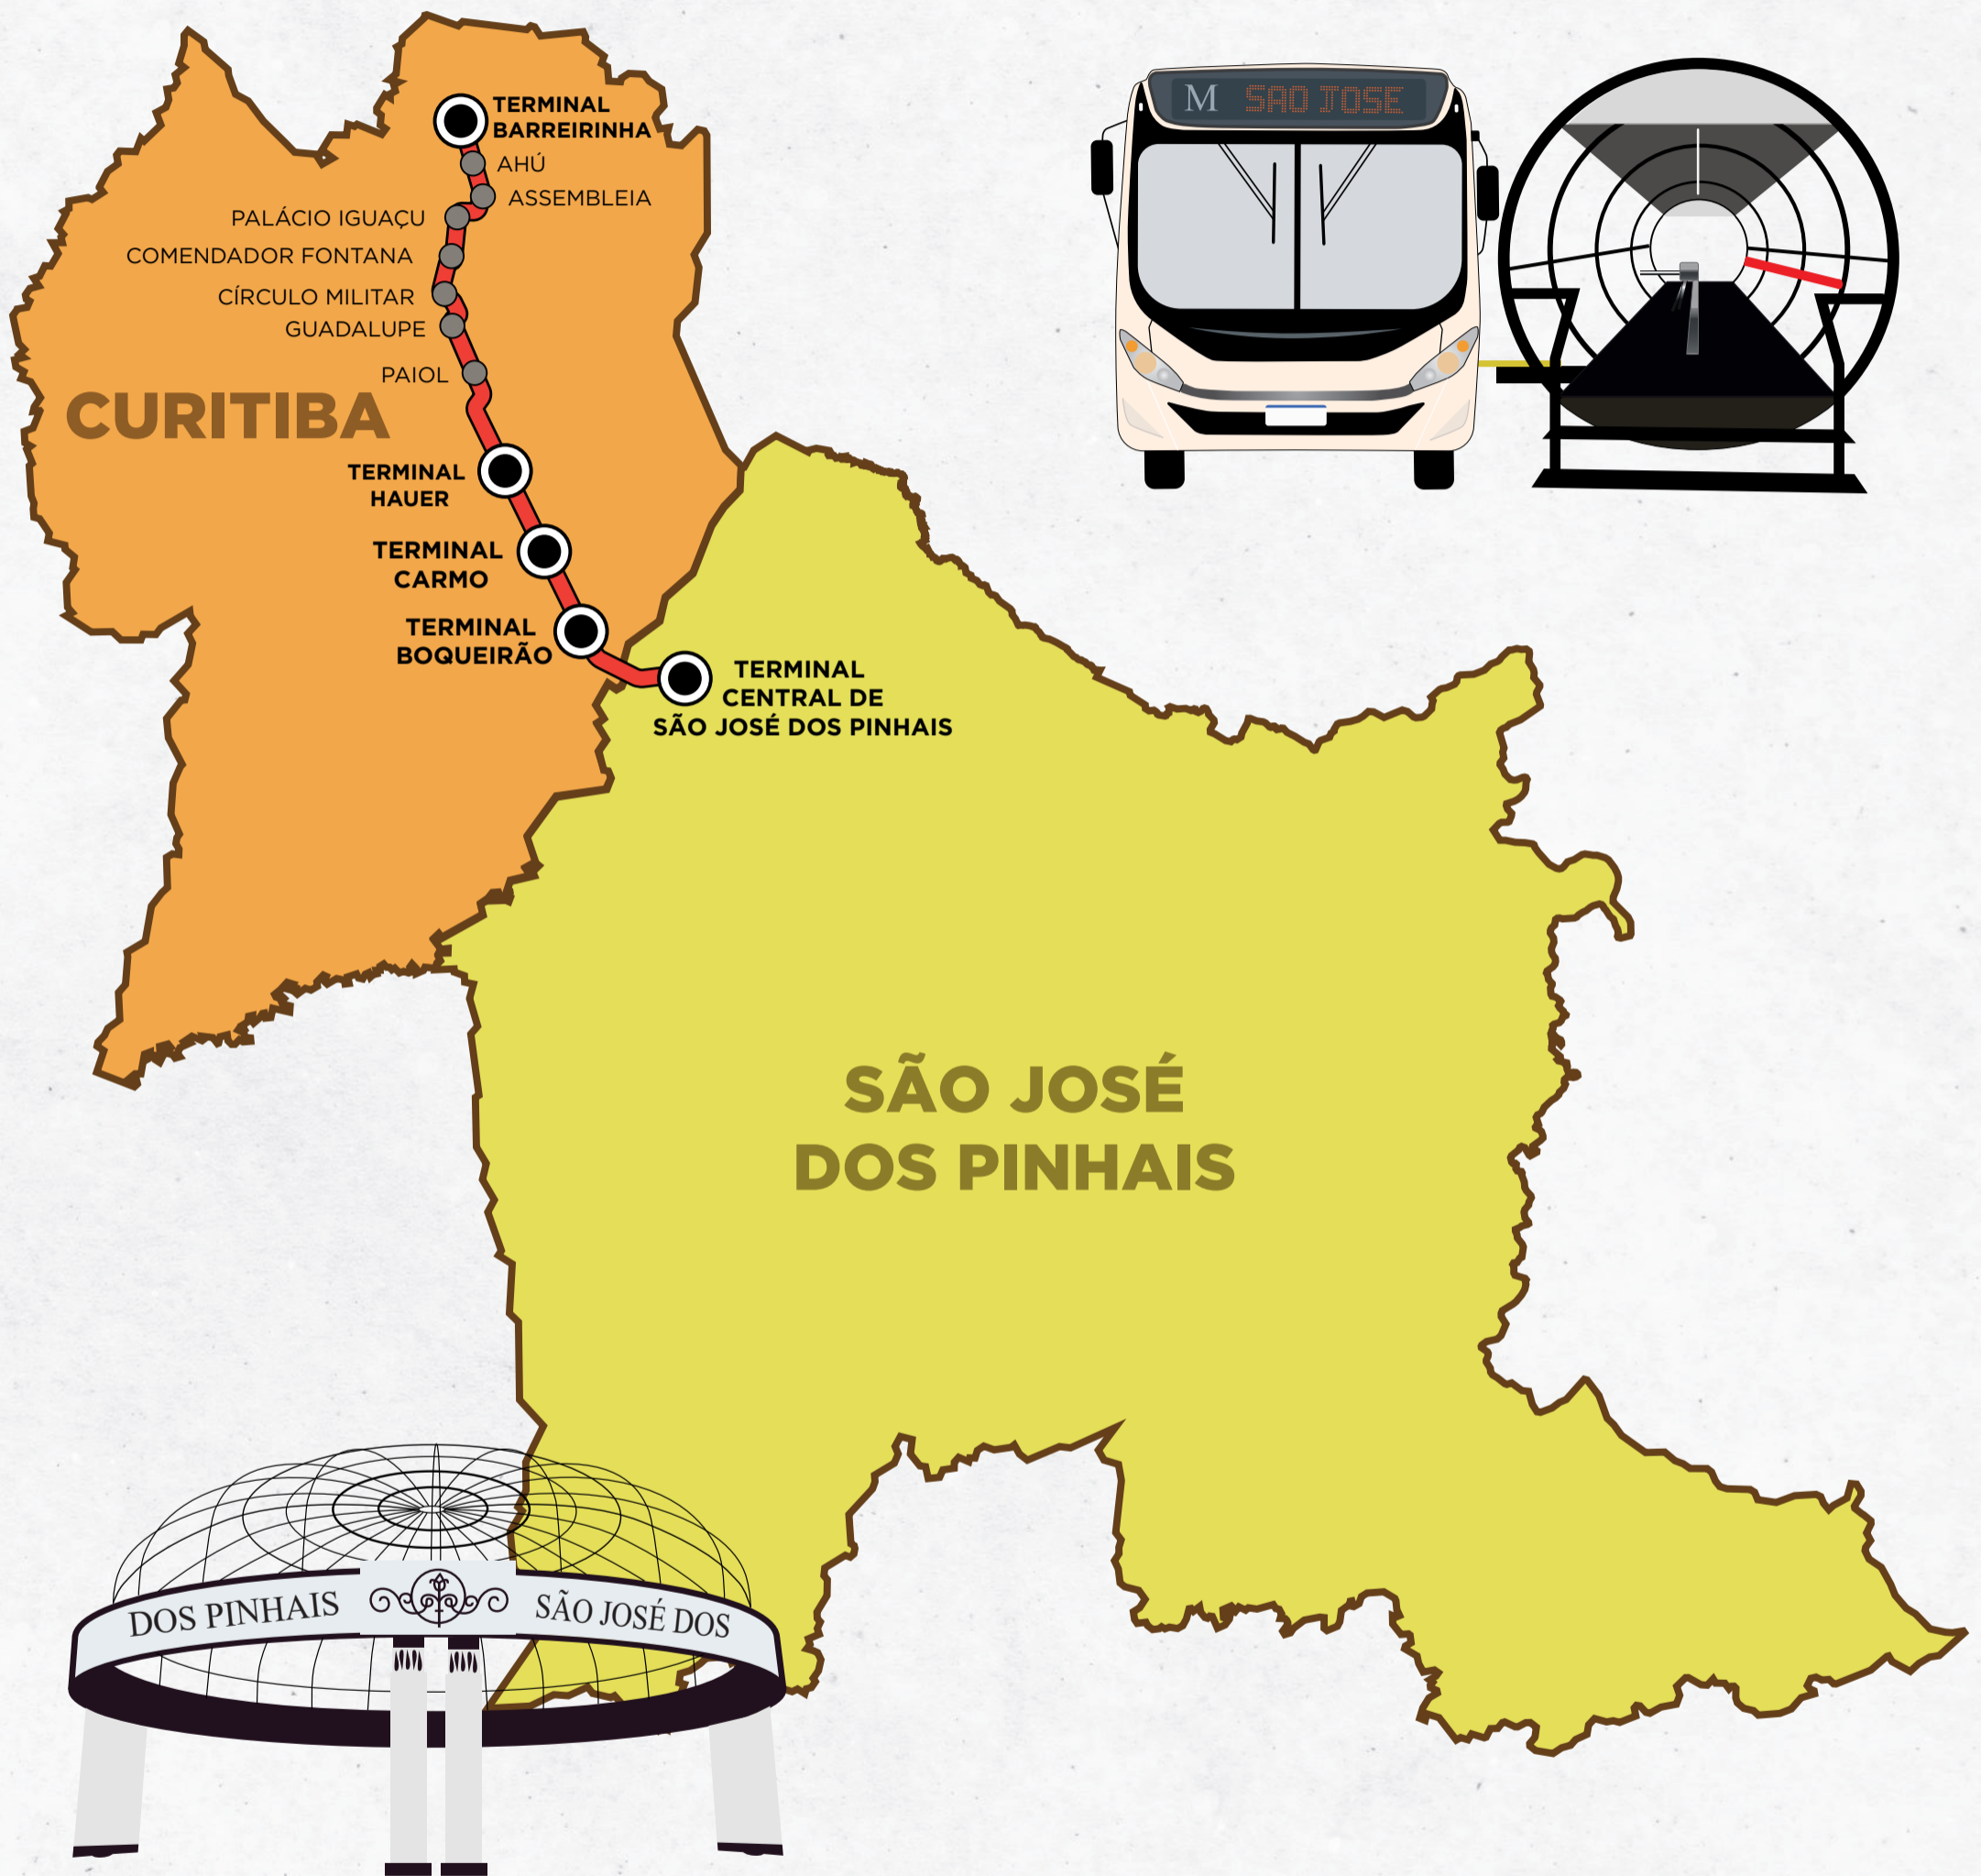 M SAO JOSE
TERMINAL
BARREIRINHA
AHÚ
ASSEMBLEIA
PALÁCIO IGUAÇU
COMENDADOR FONTANA
CÍRCULO MILITAR
GUADALUPE
PAIOL
CURITIBA
TERMINAL
HAUER
TERMINAL
CARMO
TERMINAL
BOQUEIRÃO
TERMINAL
CENTRAL DE
SÃO JOSÉ DOS PINHAIS
SÃO JOSÉ
DOS PINHAIS
DOS PINHAIS SÃO JOSÉ DOS